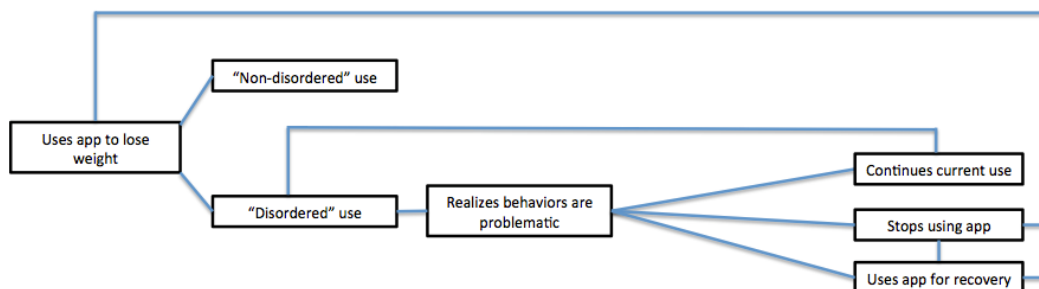 “Non-disordered” use
Uses app to lose
weight
“Disordered” use
Realizes behaviors are
problematic
Continues current use
Stops using app
Uses app for recovery